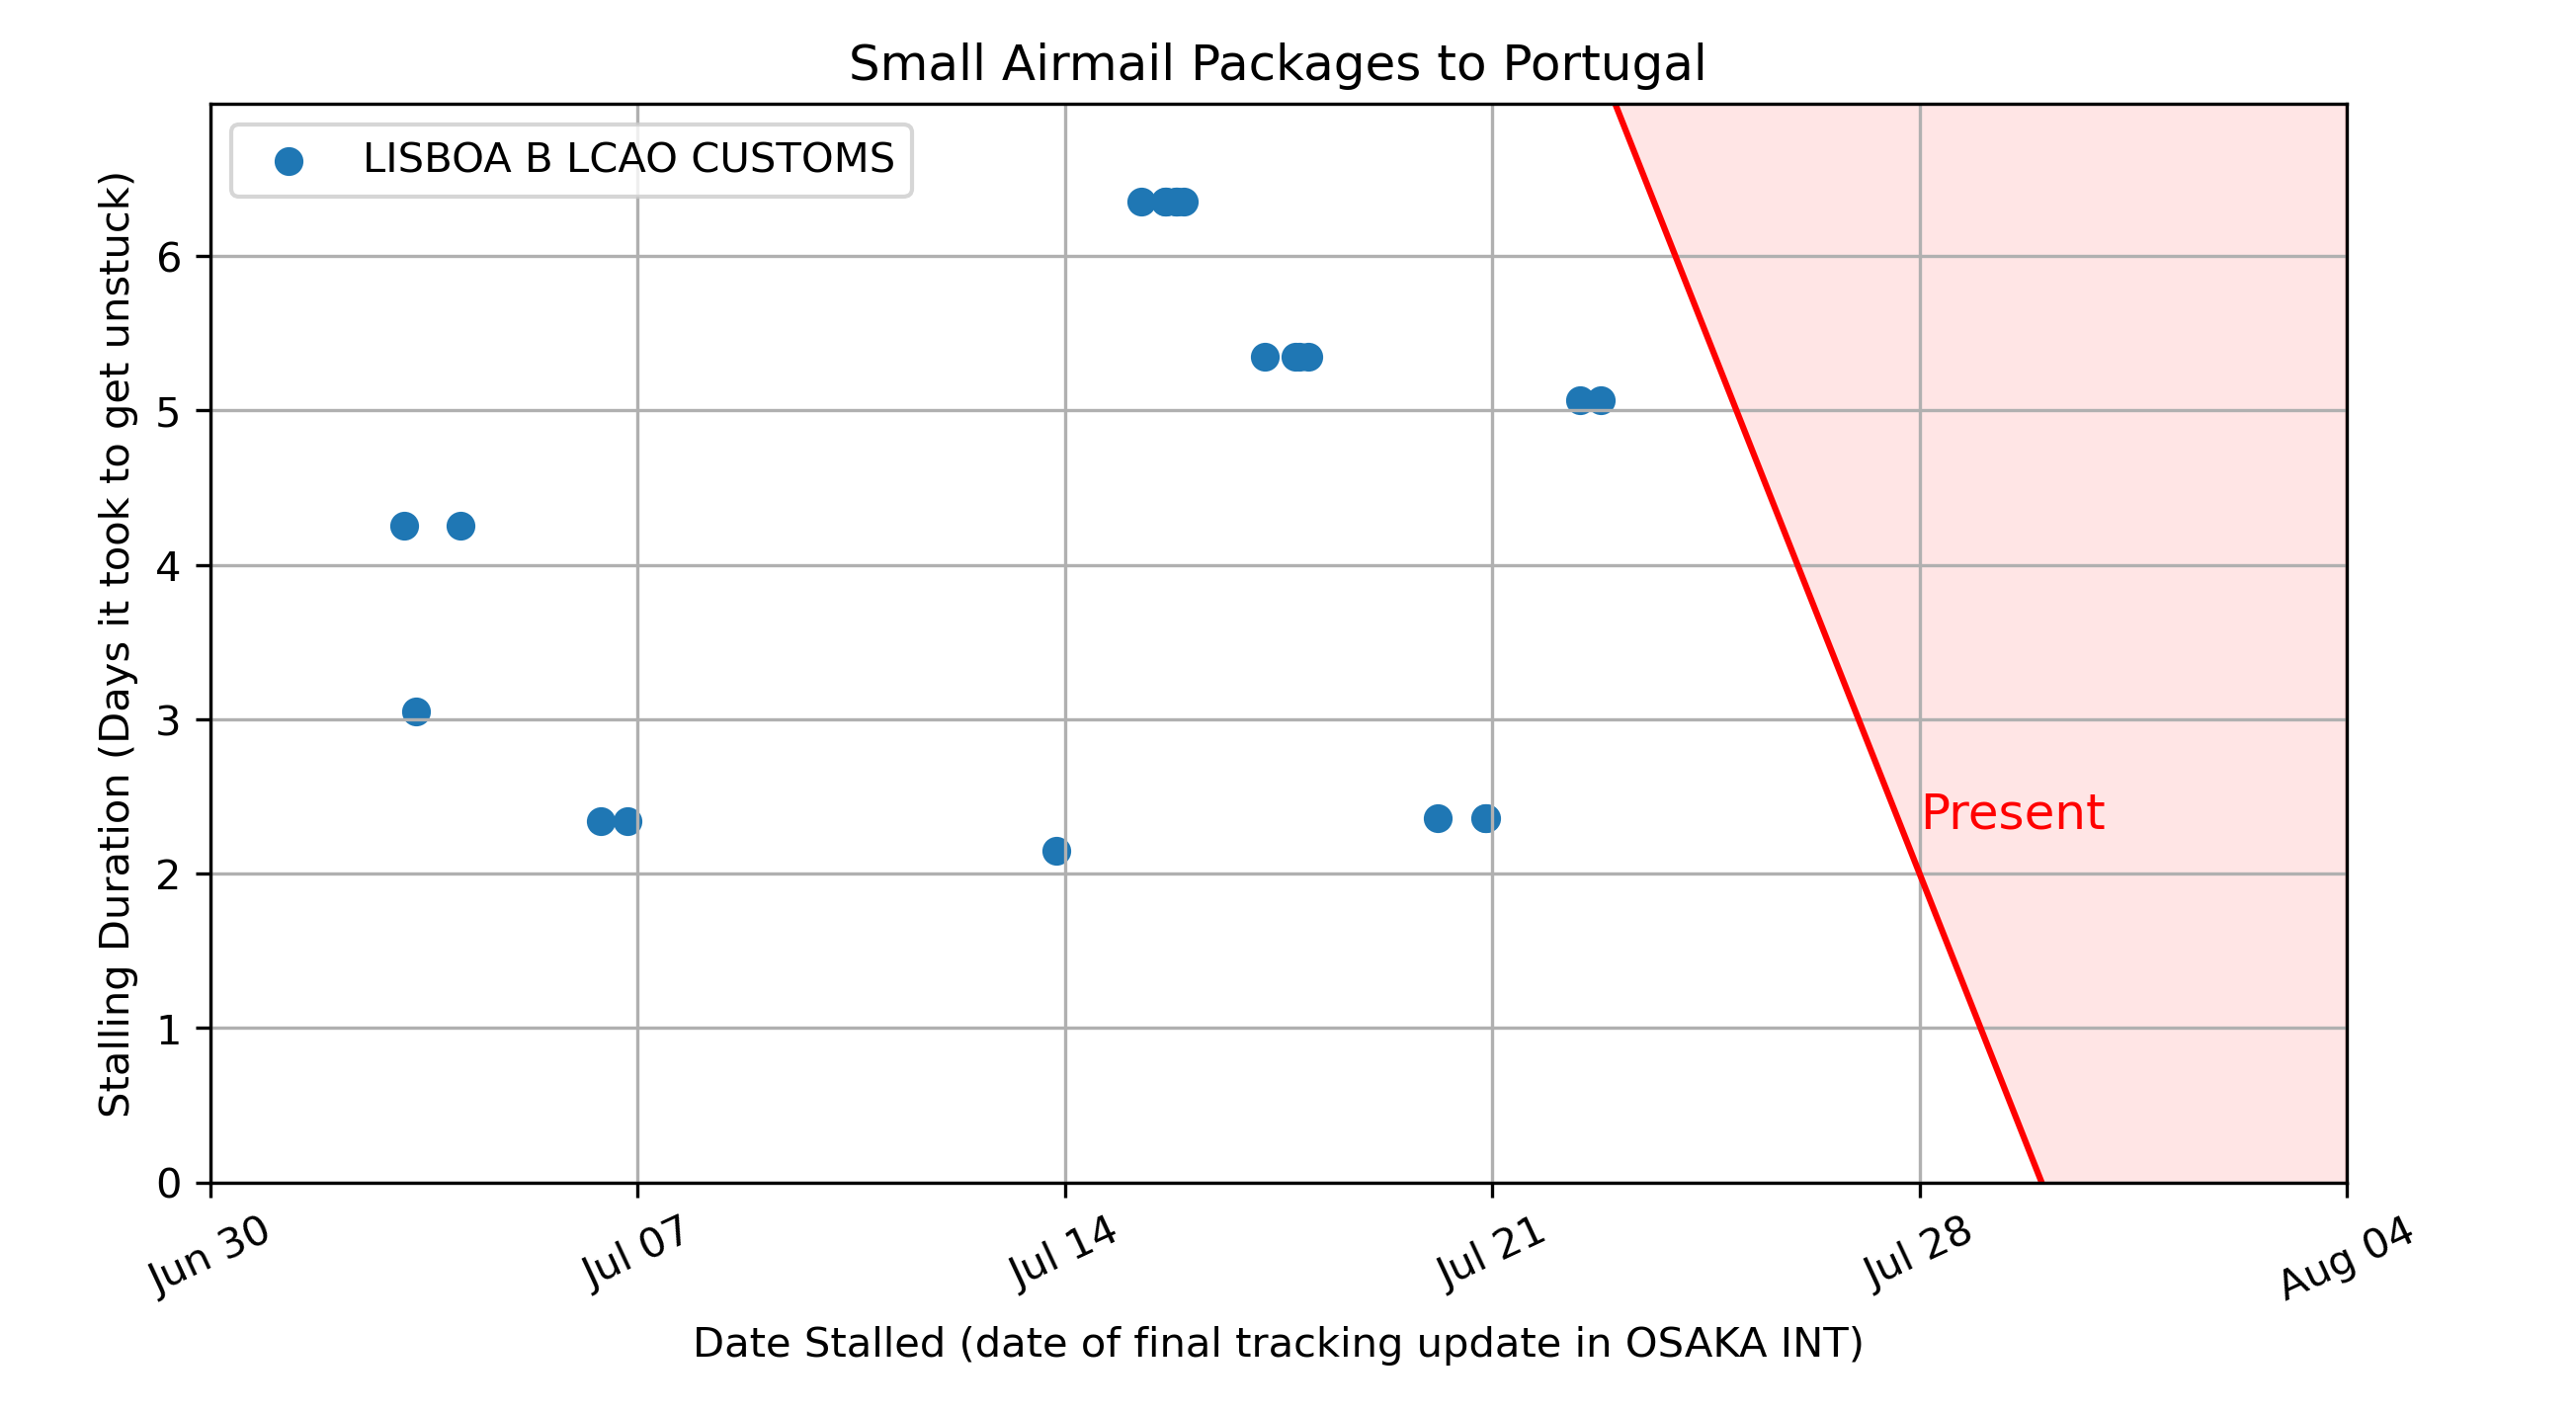 Small Airmail Packages to Portugal
LISBOA B LCAO CUSTOMS
Stalling Duration (Days it took to get unstuck)
6
5
4
3
2
1
0
Present
Jun 30
Jul 07
Jul 14
Jul 21
Jul 28
Aug 04
Date Stalled (date of final tracking update in OSAKA INT)